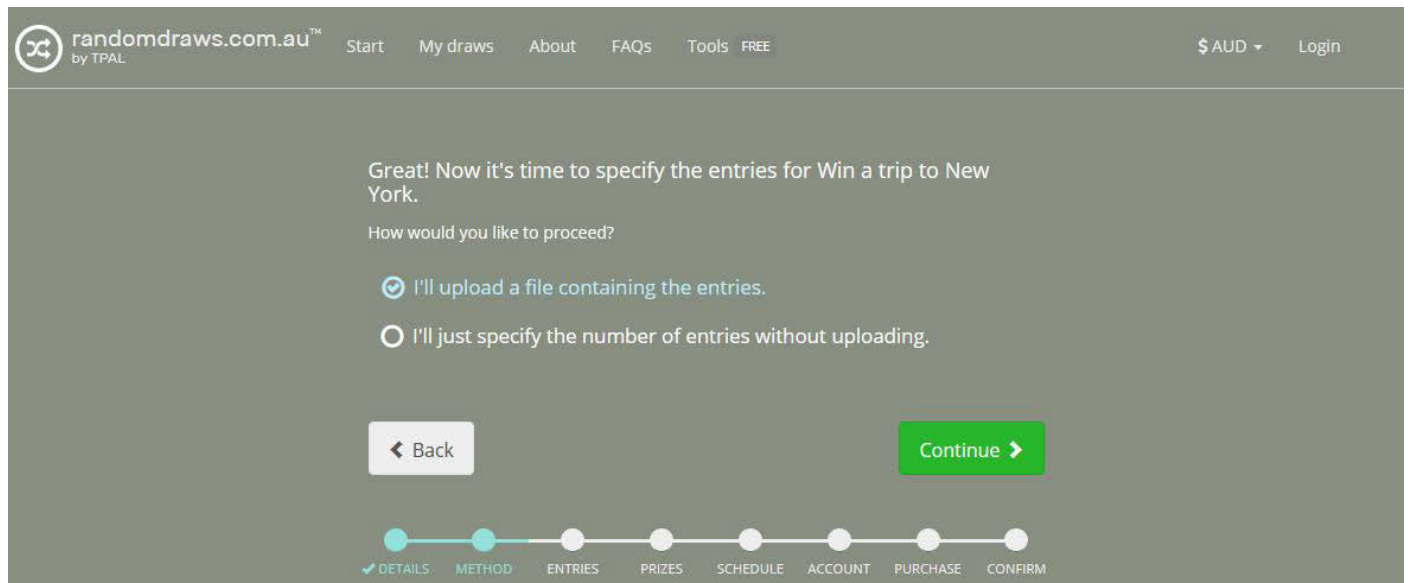 randomdraws.com.au™
by TPAL
Start My draws About FAQs Tools FREE $ AUD Login
Great! Now it's time to specify the entries for Win a trip to New
York.
How would you like to proceed?
I'll upload a file containing the entries.
I'll just specify the number of entries without uploading.
Back Continue
DETAILS METHOD ENTRIES PRIZES SCHEDULE ACCOUNT PURCHASE CONFIRM